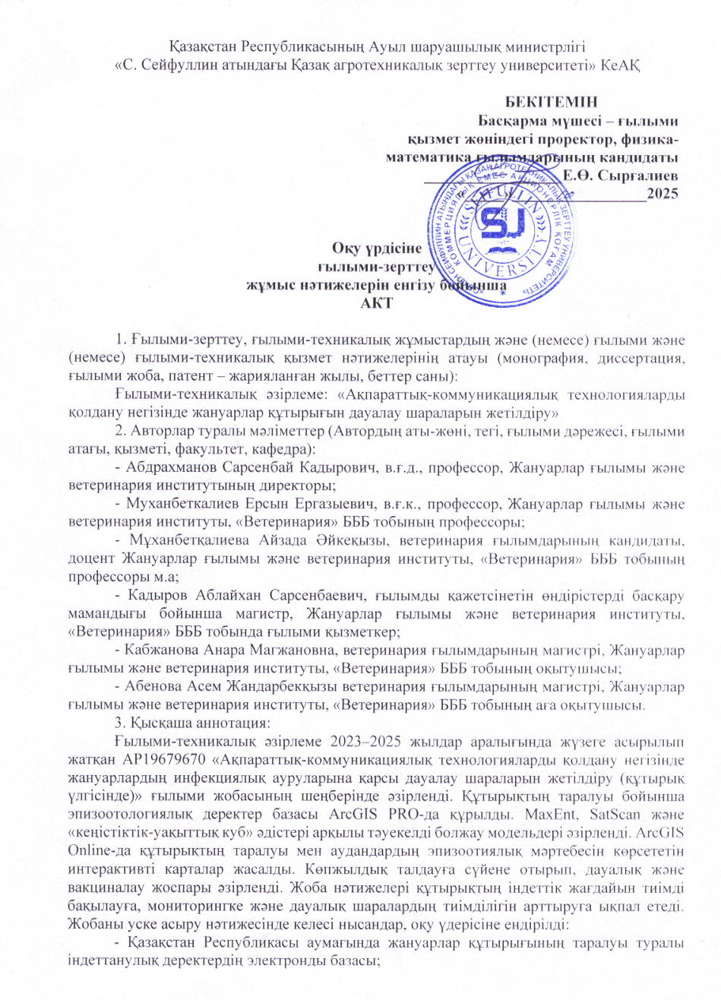 Қазақстан Республикасының Ауыл шаруашылық министрлігі
«С. Сейфуллин атындағы Қазақ агротехникалық зерттеу университеті» КеАҚ
БЕКІТЕМІН
Басқарма мүшесі – ғылыми
қызмет жөніндегі проректор, физика-
математика ғылымдарының кандидаты
Е.Ө. Сырғалиев
2025
SEIFULLIN UNIVERSITY
Оқу үрдісіне
ғылыми-зерттеу
жұмыс нәтижелерін енгізу бойынша
АКТ
1. Ғылыми-зерттеу, ғылыми-техникалық жұмыстардың және (немесе) ғылыми және
(немесе) ғылыми-техникалық қызмет нәтижелерінің атауы (монография, диссертация,
ғылыми жоба, патент – жарияланған жылы, беттер саны):
Ғылыми-техникалық әзірлеме: «Ақпараттық-коммуникациялық технологияларды
қолдану негізінде жануарлар құтырығын дауалау шараларын жетілдіру»
2. Авторлар туралы мәліметтер (Автордың аты-жөні, тегі, ғылыми дәрежесі, ғылыми
атағы, қызметі, факультет, кафедра):
- Абдрахманов Сарсенбай Кадырович, в.ғ.д., профессор, Жануарлар ғылымы және
ветеринария институтының директоры;
- Муханбеткалиев Ерсын Ергазыевич, в.ғ.к., профессор, Жануарлар ғылымы және
ветеринария институты, «Ветеринария» БББ тобының профессоры;
- Мұханбетқалиева Айзада Әйкеқызы, ветеринария ғылымдарының кандидаты,
доцент Жануарлар ғылымы және ветеринария институты, «Ветеринария» БББ тобының
профессоры м.а;
- Кадыров Аблайхан Сарсенбаевич, ғылымды қажетсінетін өндірістерді басқару
мамандығы бойынша магистр, Жануарлар ғылымы және ветеринария институты,
«Ветеринария» БББ тобында ғылыми қызметкер;
- Кабжанова Анара Магжановна, ветеринария ғылымдарының магистрі, Жануарлар
ғылымы және ветеринария институты, «Ветеринария» БББ тобының оқытушысы;
- Абенова Асем Жандарбекқызы ветеринария ғылымдарының магистрі, Жануарлар
ғылымы және ветеринария институты, «Ветеринария» БББ тобының аға оқытушысы.
3. Қысқаша аннотация:
Ғылыми-техникалық әзірлеме 2023–2025 жылдар аралығында жүзеге асырылып
жатқан АР19679670 «Ақпараттық-коммуникациялық технологияларды қолдану негізінде
жануарлардың инфекциялық ауруларына қарсы дауалау шараларын жетілдіру (құтырық
үлгісінде)» ғылыми жобасының шеңберінде әзірленді. Құтырықтың таралуы бойынша
эпизоотологиялық деректер базасы ArcGIS PRO-да құрылды. MaxEnt, SatScan және
«кеңістіктік-уақыттық куб» әдістері арқылы тәуекелді болжау модельдері әзірленді. ArcGIS
Online-да құтырықтың таралуы мен аудандардың эпизоотиялық мәртебесін көрсететін
интерактивті карталар жасалды. Көпжылдық талдауға сүйене отырып, дауалық және
вакциналау жоспары әзірленді. Жоба нәтижелері құтырықтың індеттік жағдайын тиімді
бақылауға, мониторингке және дауалық шаралардың тиімділігін арттыруға ықпал етеді.
Жобаны уске асыру нәтижесінде келесі нысандар, оқу үдерісіне ендірілді:
- Қазақстан Республикасы аумағында жануарлар құтырығының таралуы туралы
індеттанулық деректердің электронды базасы;